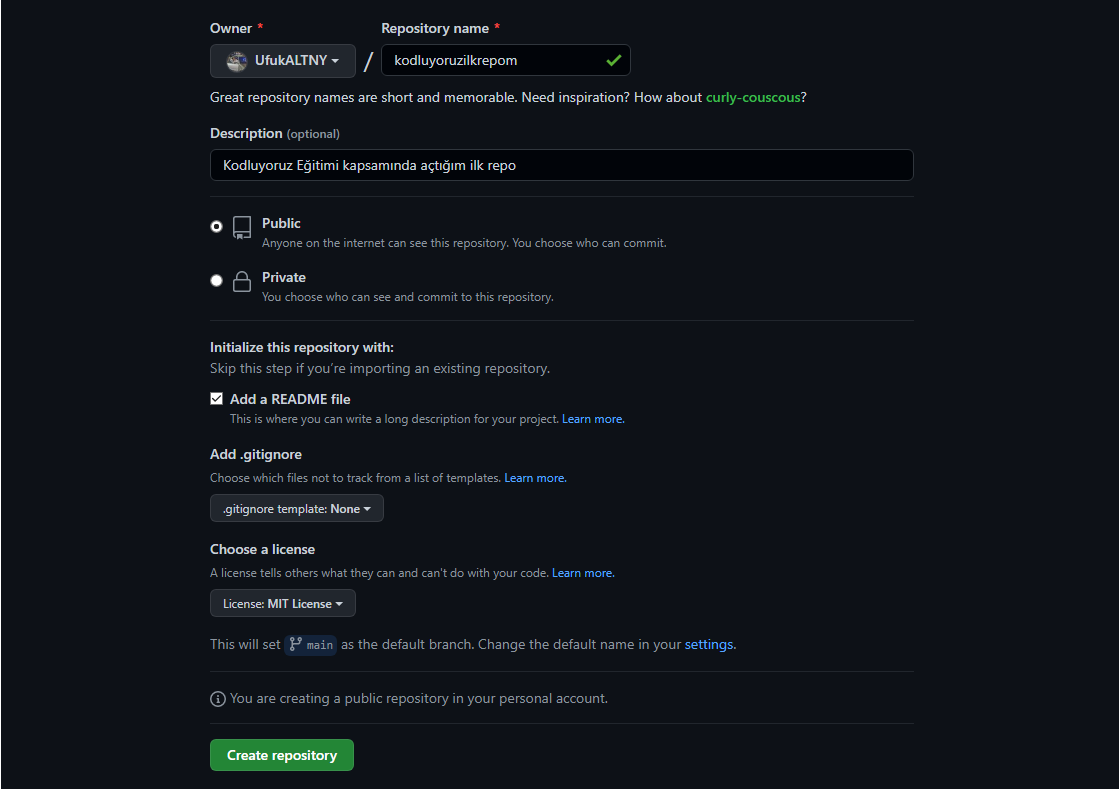 Owner * Repository name *
UfukALTNY / kodluyoruzilkrepom
Great repository names are short and memorable. Need inspiration? How about curly-couscous?
Description (optional)
Kodluyoruz Eğitimi kapsamında açtığım ilk repo
Public
Anyone on the internet can see this repository. You choose who can commit.
Private
You choose who can see and commit to this repository.
Initialize this repository with:
Skip this step if you're importing an existing repository.
Add a README file
This is where you can write a long description for your project. Learn more.
Add .gitignore
Choose which files not to track from a list of templates. Learn more.
.gitignore template: None
Choose a license
A license tells others what they can and can't do with your code. Learn more.
License: MIT License
This will set main as the default branch. Change the default name in your settings.
You are creating a public repository in your personal account.
Create repository